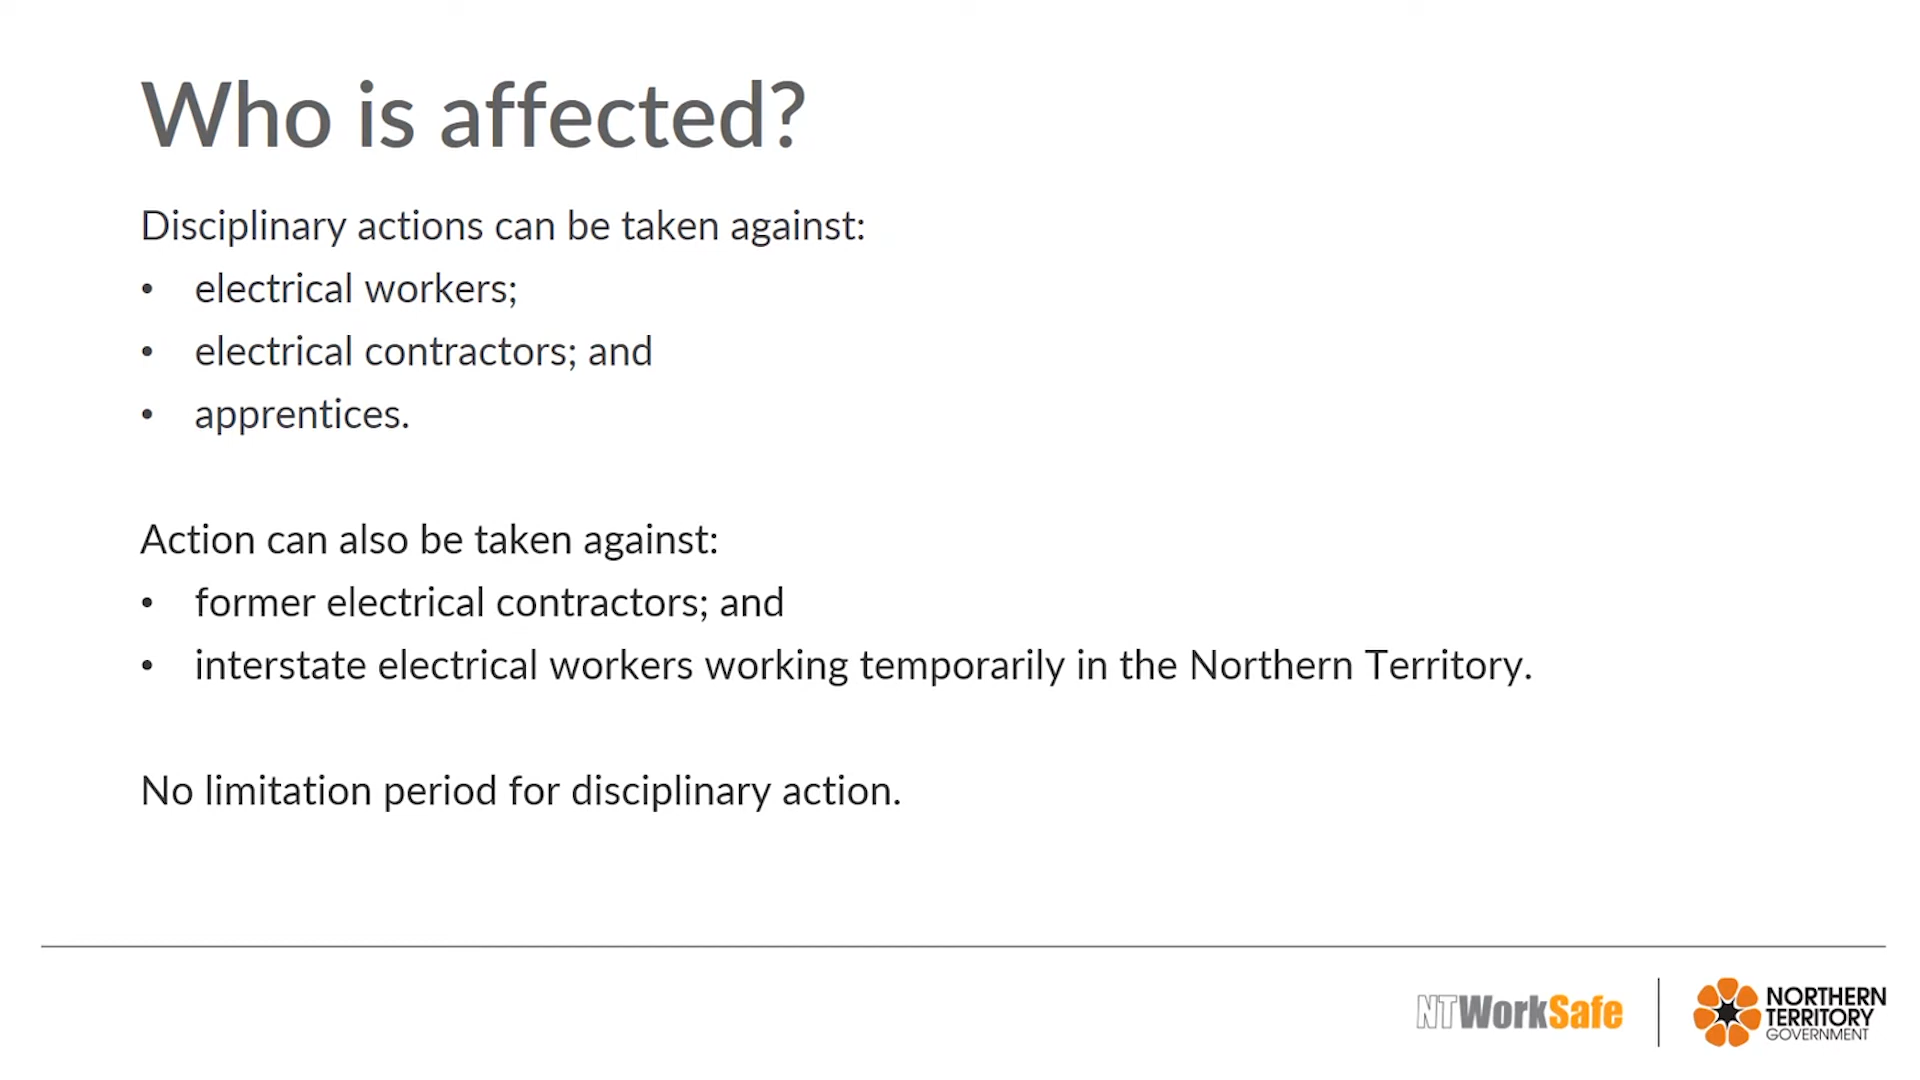 Who is affected?
Disciplinary actions can be taken against:
• electrical workers;
• electrical contractors; and
• apprentices.
Action can also be taken against:
• former electrical contractors; and
• interstate electrical workers working temporarily in the Northern Territory.
No limitation period for disciplinary action.
NTWorkSafe
NORTHERN
TERRITORY
GOVERNMENT